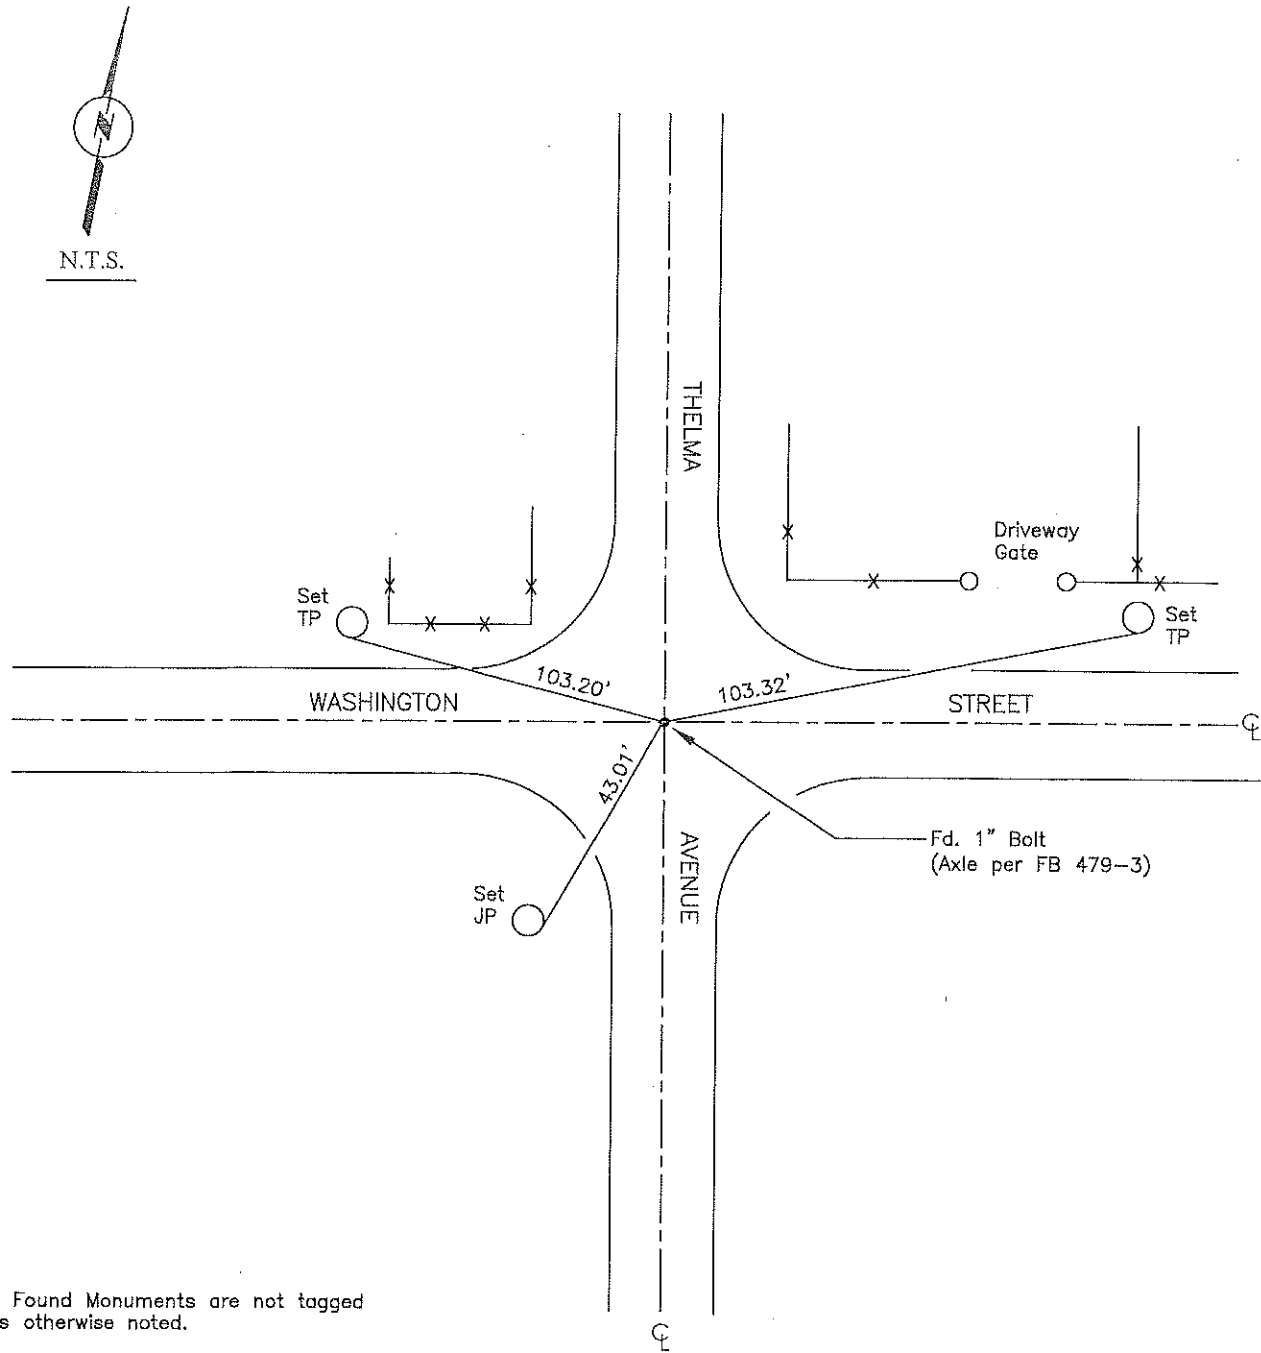 N
N.T.S.
THELMA
Driveway
Gate
Set
TP
Set
TP
103.20'
103.32'
WASHINGTON
STREET
℄
43.01'
Fd. 1" Bolt
(Axle per FB 479-3)
AVENUE
Set
JP
Found Monuments are not tagged
s otherwise noted.
℄